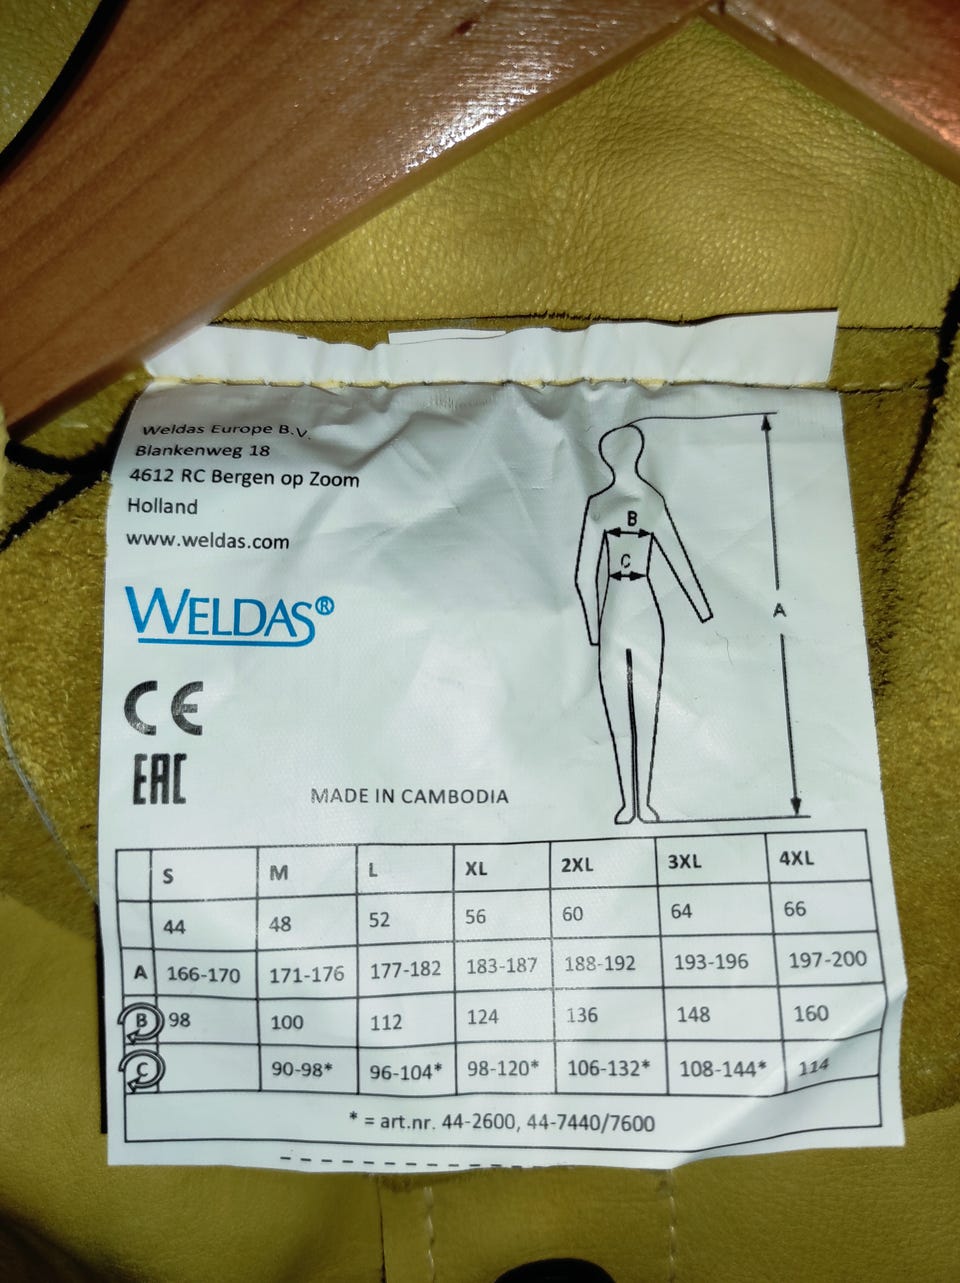 Weldas Europe B.V.
Blankenweg 18
4612 RC Bergen op Zoom
Holland
www.weldas.com
WELDAS®
CE
EAC
MADE IN CAMBODIA
B
C
A
S M L XL 2XL 3XL 4XL
44 48 52 56 60 64 66
A 166-170 171-176 177-182 183-187 188-192 193-196 197-200
B 98 100 112 124 136 148 160
C 90-98* 96-104* 98-120* 106-132* 108-144* 114
* = art.nr. 44-2600, 44-7440/7600